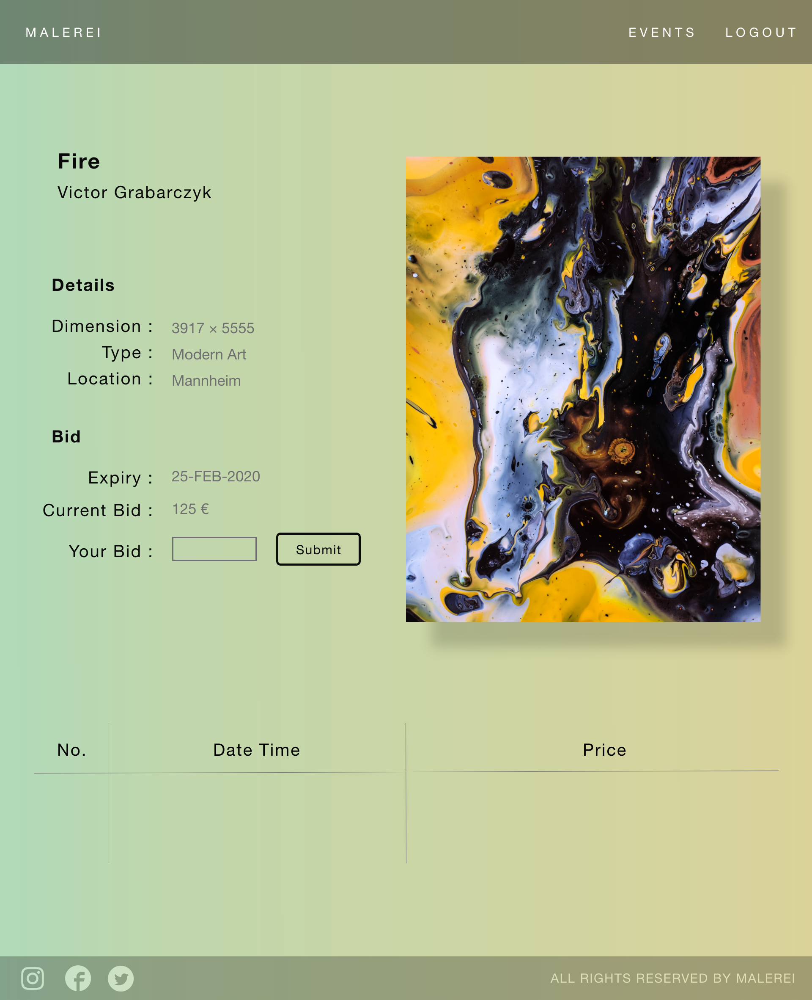 MALEREI EVENTS LOGOUT
Fire
Victor Grabarczyk
Details
Dimension : 3917 × 5555
Type : Modern Art
Location : Mannheim
Bid
Expiry : 25-FEB-2020
Current Bid : 125 €
Your Bid : Submit
No. Date Time Price
ALL RIGHTS RESERVED BY MALEREI